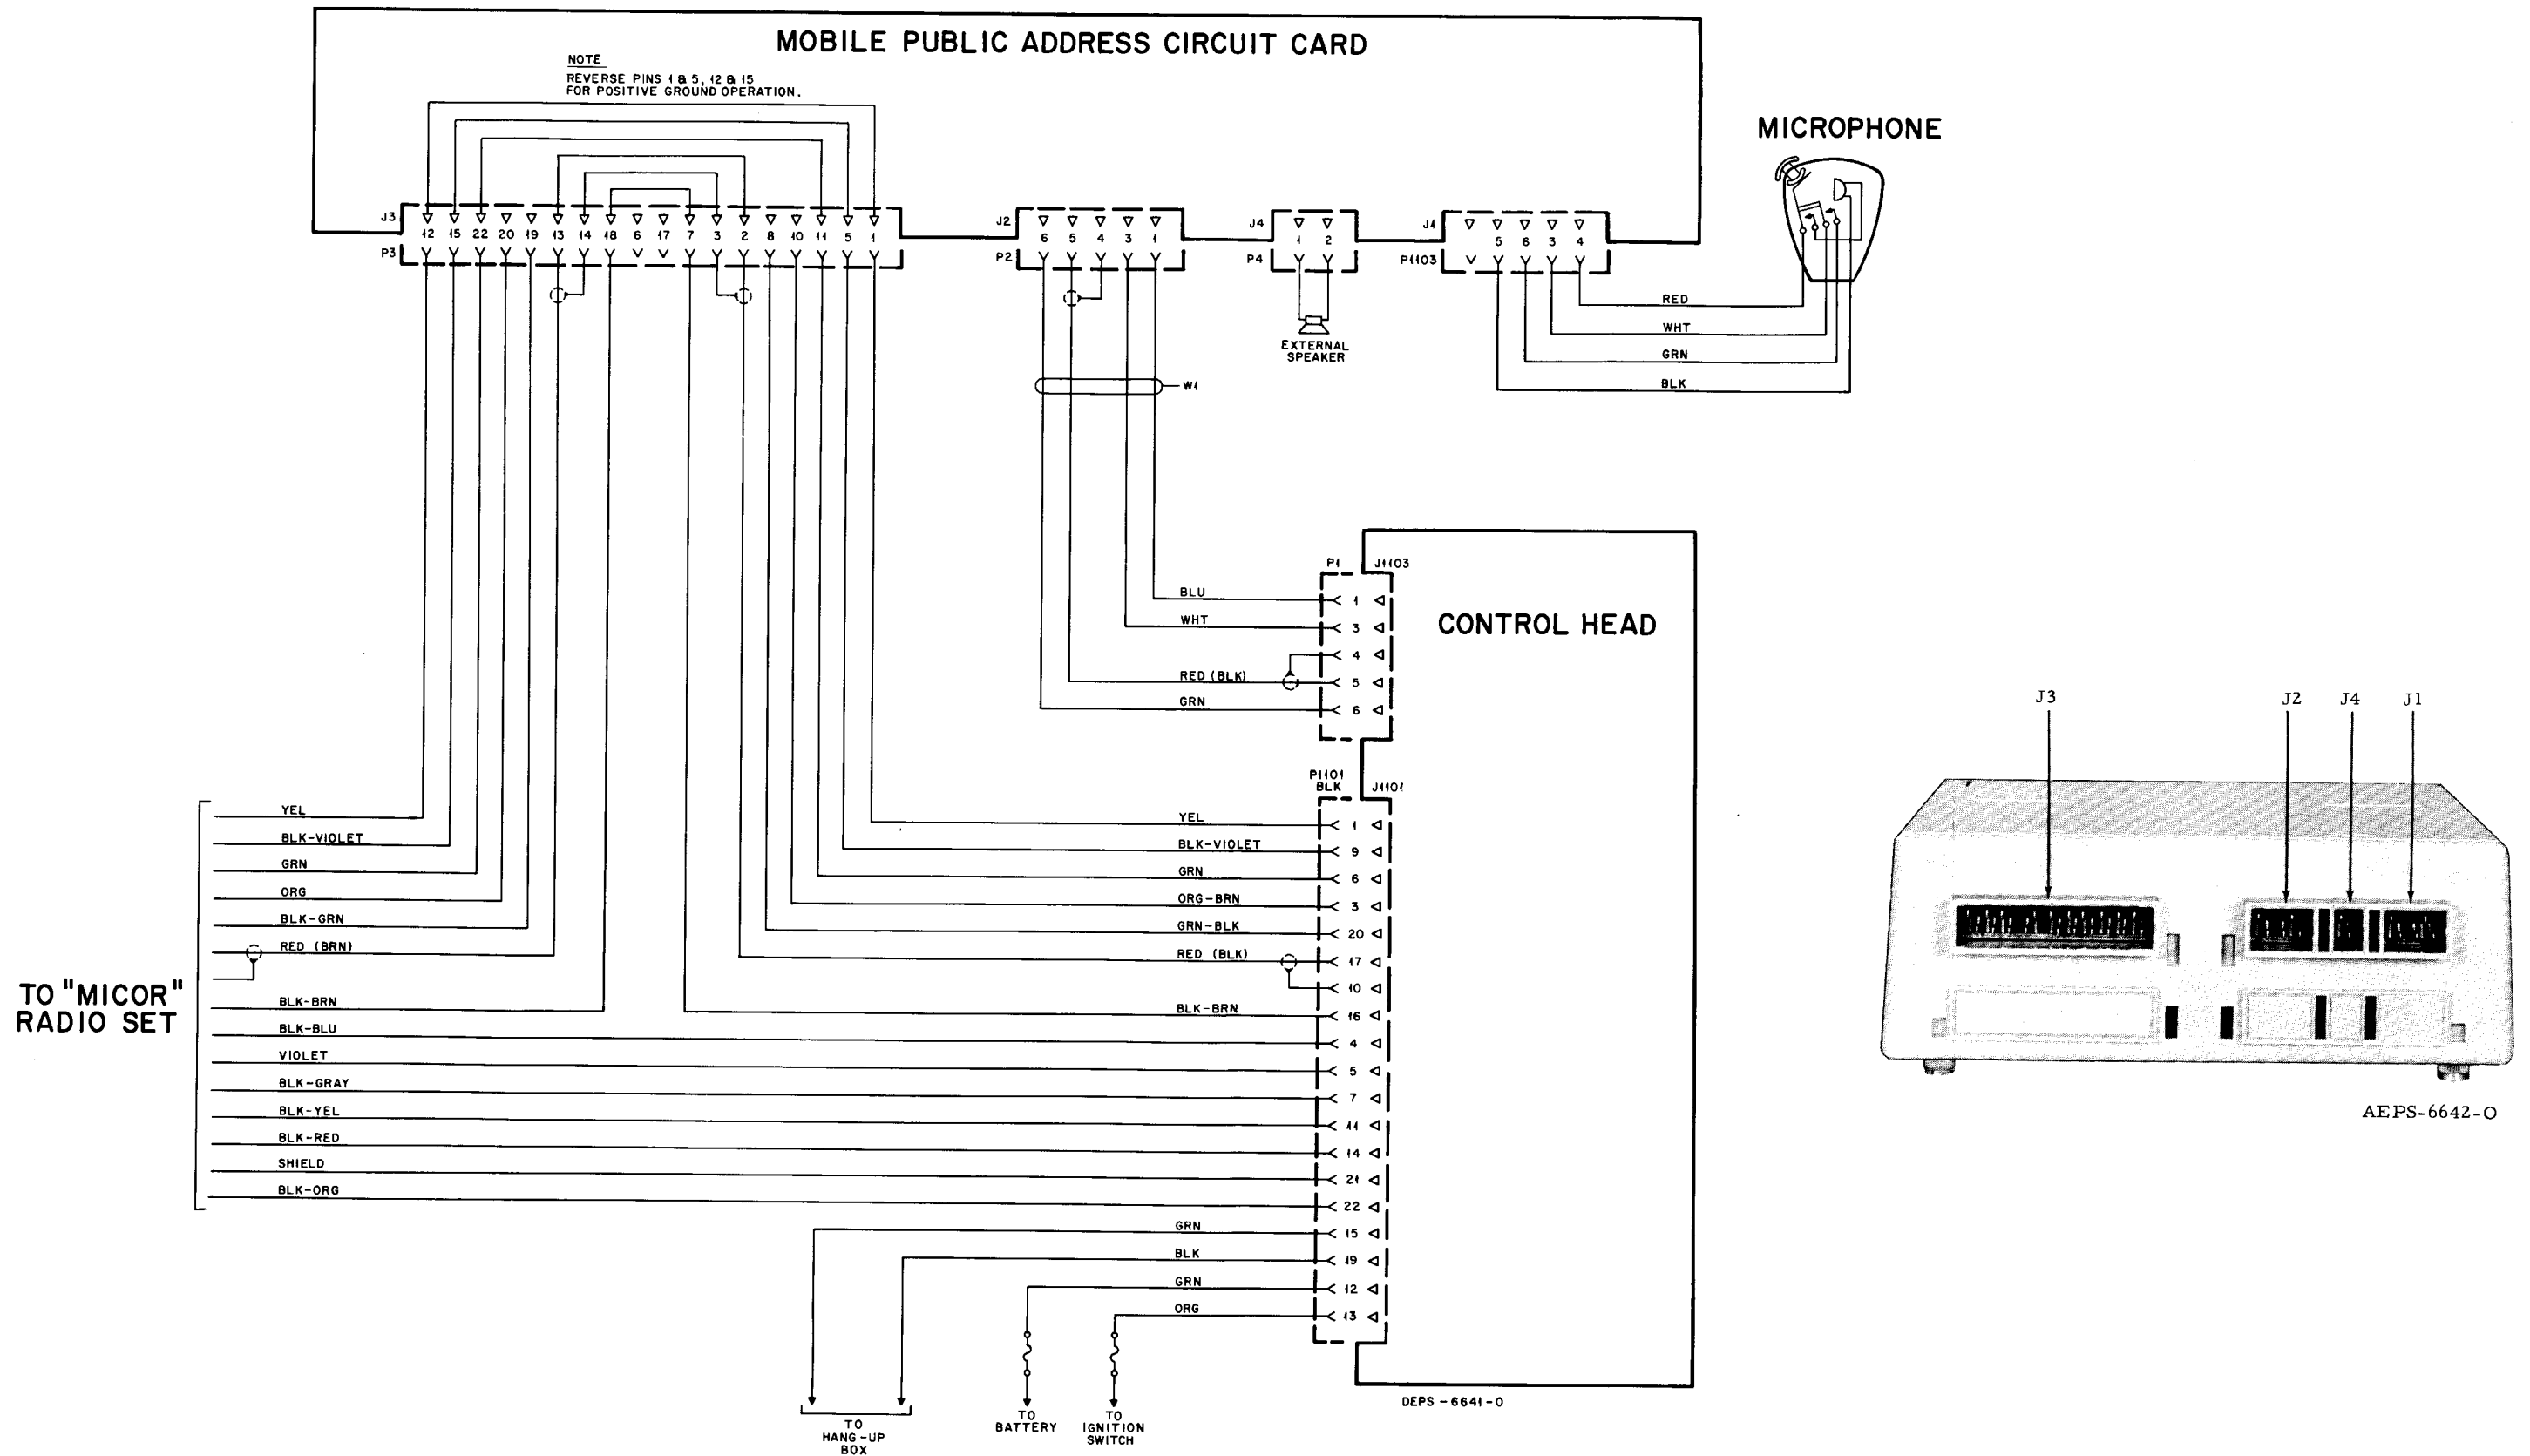 MOBILE PUBLIC ADDRESS CIRCUIT CARD
NOTE
REVERSE PINS 1 & 5, 12 & 15
FOR POSITIVE GROUND OPERATION.
MICROPHONE
J3
12 15 22 20 19 13 14 18 6 17 7 3 2 8 10 11 5 1
P3
J2
6 5 4 3 1
P2
J4
1 2
P4
J1
5 6 3 4
P1103
RED
WHT
GRN
BLK
EXTERNAL
SPEAKER
W1
P1 J1103
CONTROL HEAD
BLU 1
WHT 3
4
RED (BLK) 5
GRN 6
P1101
BLK
J1101
YEL
BLK-VIOLET
GRN
ORG
BLK-GRN
RED (BRN)
BLK-BRN
BLK-BLU
VIOLET
BLK-GRAY
BLK-YEL
BLK-RED
SHIELD
BLK-ORG
TO "MICOR"
RADIO SET
YEL 1
BLK-VIOLET 9
GRN 6
ORG-BRN 3
GRN-BLK 20
RED (BLK) 17
10
BLK-BRN 16
4
5
7
11
14
21
22
GRN 15
BLK 19
GRN 12
ORG 13
TO
HANG-UP
BOX
TO
BATTERY
TO
IGNITION
SWITCH
DEPS-6641-O
J3 J2 J4 J1
AEPS-6642-O